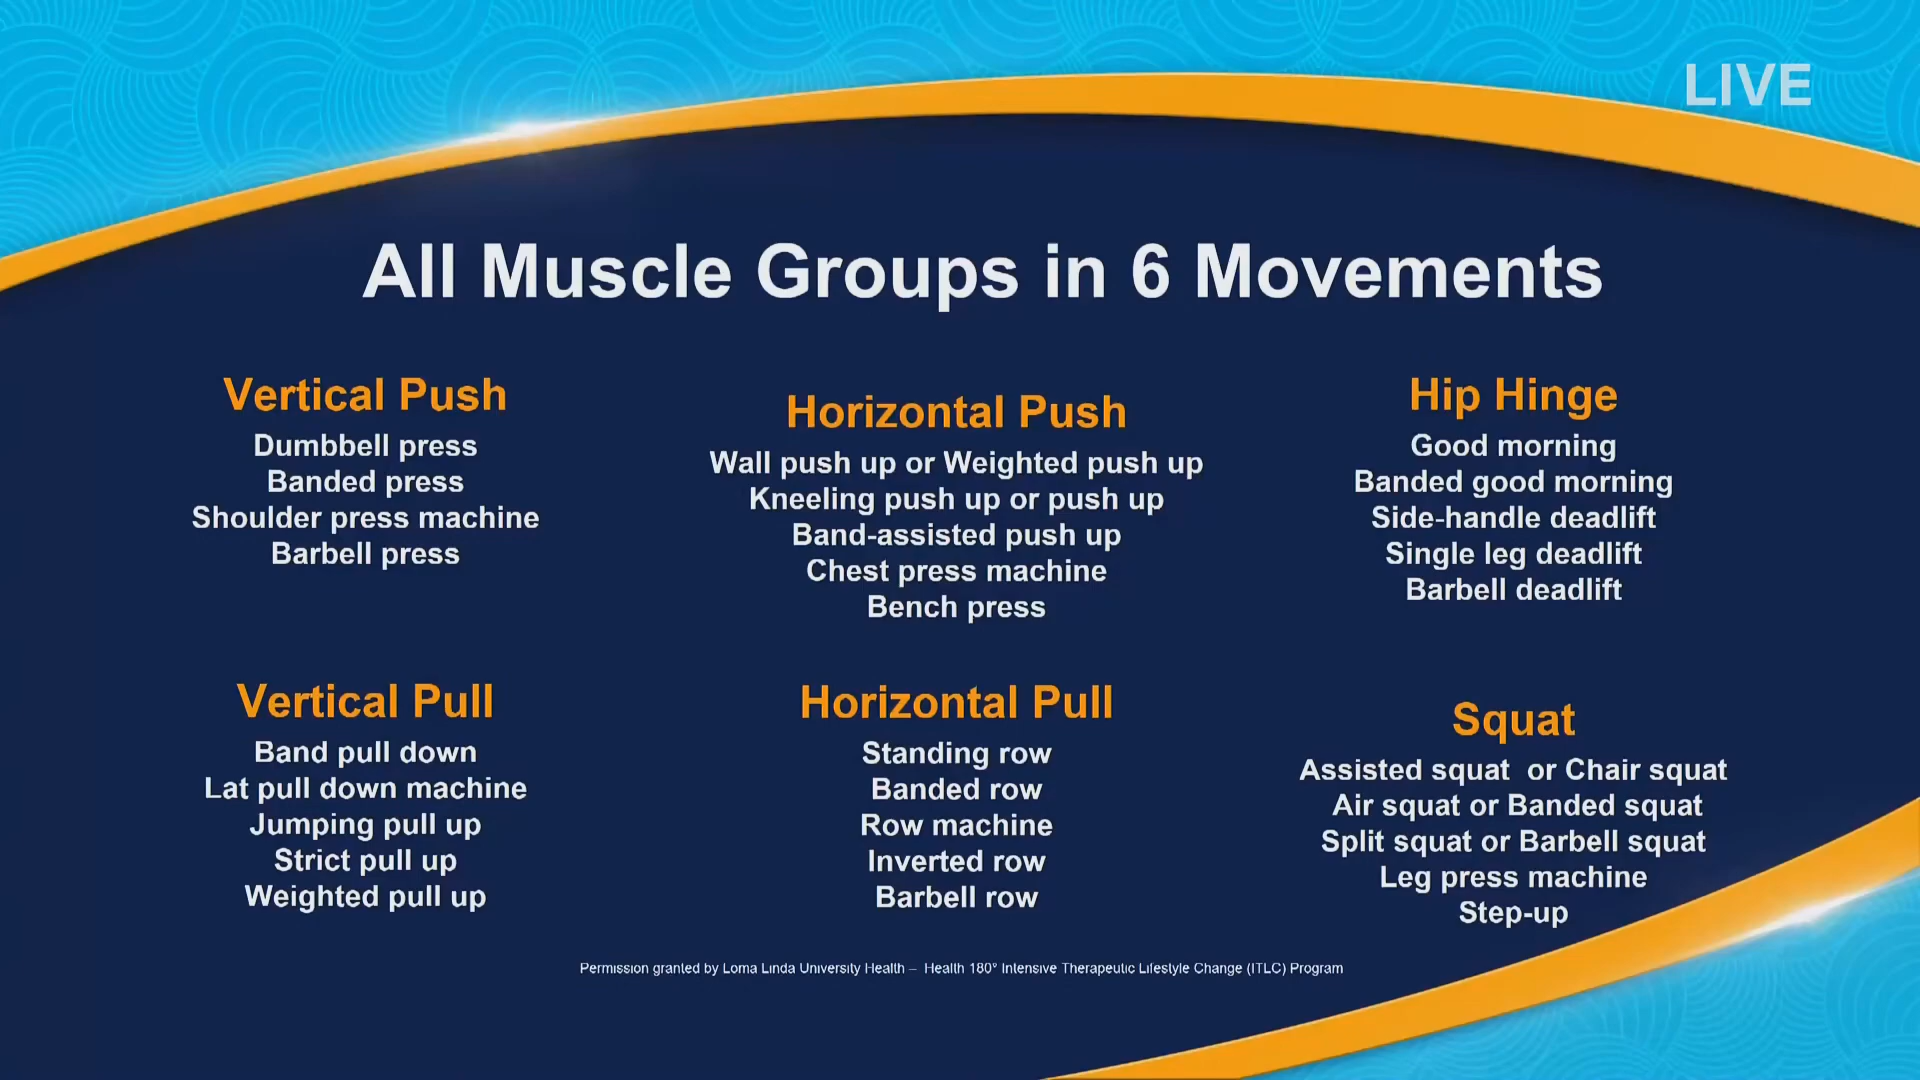 LIVE
All Muscle Groups in 6 Movements
Vertical Push
Dumbbell press
Banded press
Shoulder press machine
Barbell press
Horizontal Push
Wall push up or Weighted push up
Kneeling push up or push up
Band-assisted push up
Chest press machine
Bench press
Hip Hinge
Good morning
Banded good morning
Side-handle deadlift
Single leg deadlift
Barbell deadlift
Vertical Pull
Band pull down
Lat pull down machine
Jumping pull up
Strict pull up
Weighted pull up
Horizontal Pull
Standing row
Banded row
Row machine
Inverted row
Barbell row
Squat
Assisted squat  or Chair squat
Air squat or Banded squat
Split squat or Barbell squat
Leg press machine
Step-up
Permission granted by Loma Linda University Health –  Health 180° Intensive Therapeutic Lifestyle Change (ITLC) Program